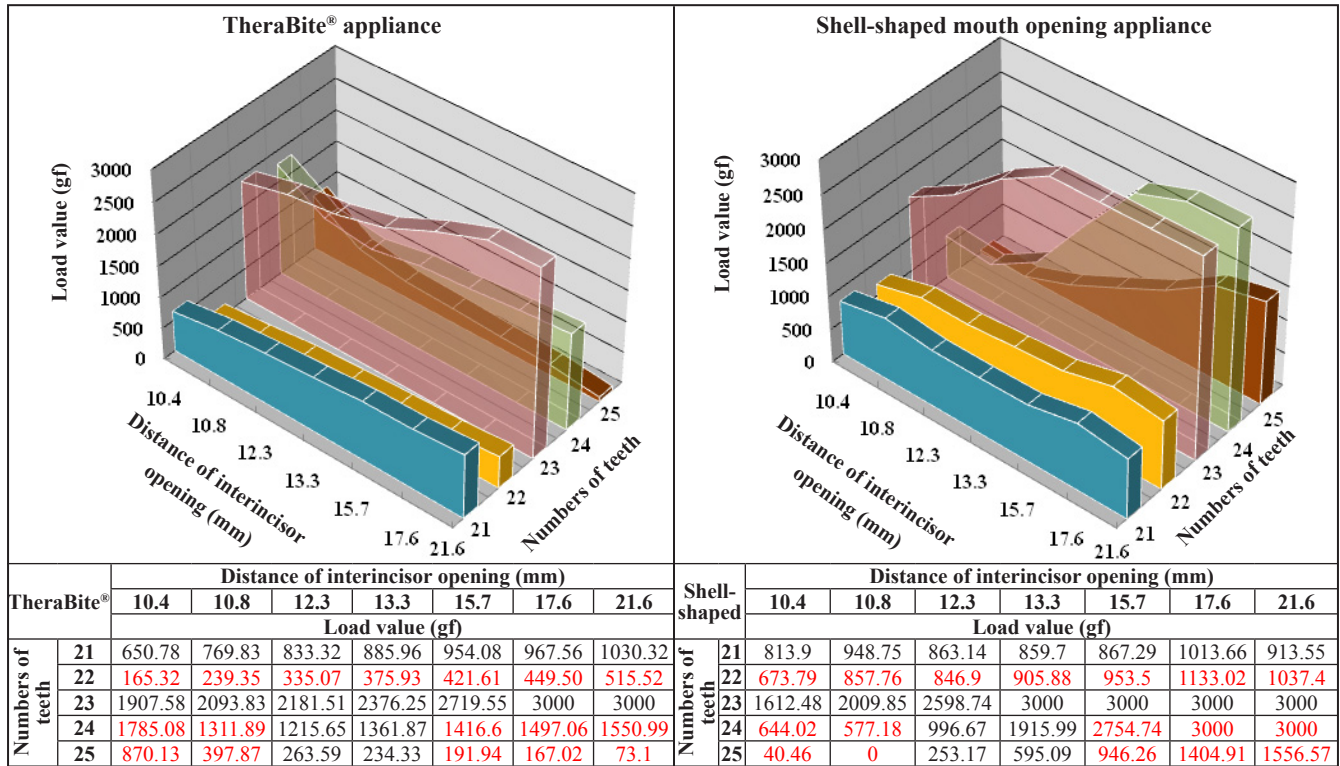 TheraBite® appliance
3000
2500
2000
1500
1000
500
0
Load value (gf)
10.4
10.8
12.3
13.3
15.7
17.6
21.6
Distance of interincisor
opening (mm)
21
22
23
24
25
Numbers of teeth
Shell-shaped mouth opening appliance
3000
2500
2000
1500
1000
500
0
Load value (gf)
10.4
10.8
12.3
13.3
15.7
17.6
21.6
Distance of interincisor
opening (mm)
21
22
23
24
25
Numbers of teeth
TheraBite®
Distance of interincisor opening (mm)
10.4 10.8 12.3 13.3 15.7 17.6 21.6
Load value (gf)
Numbers of
teeth
21 650.78 769.83 833.32 885.96 954.08 967.56 1030.32
22 165.32 239.35 335.07 375.93 421.61 449.50 515.52
23 1907.58 2093.83 2181.51 2376.25 2719.55 3000 3000
24 1785.08 1311.89 1215.65 1361.87 1416.6 1497.06 1550.99
25 870.13 397.87 263.59 234.33 191.94 167.02 73.1
Shell-
shaped
Distance of interincisor opening (mm)
10.4 10.8 12.3 13.3 15.7 17.6 21.6
Load value (gf)
Numbers of
teeth
21 813.9 948.75 863.14 859.7 867.29 1013.66 913.55
22 673.79 857.76 846.9 905.88 953.5 1133.02 1037.4
23 1612.48 2009.85 2598.74 3000 3000 3000 3000
24 644.02 577.18 996.67 1915.99 2754.74 3000 3000
25 40.46 0 253.17 595.09 946.26 1404.91 1556.57